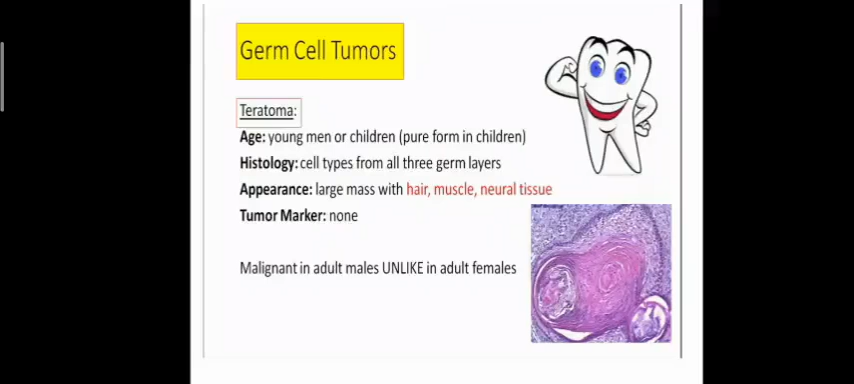 Germ Cell Tumors
Teratoma:
Age: young men or children (pure form in children)
Histology: cell types from all three germ layers
Appearance: large mass with hair, muscle, neural tissue
Tumor Marker: none
Malignant in adult males UNLIKE in adult females